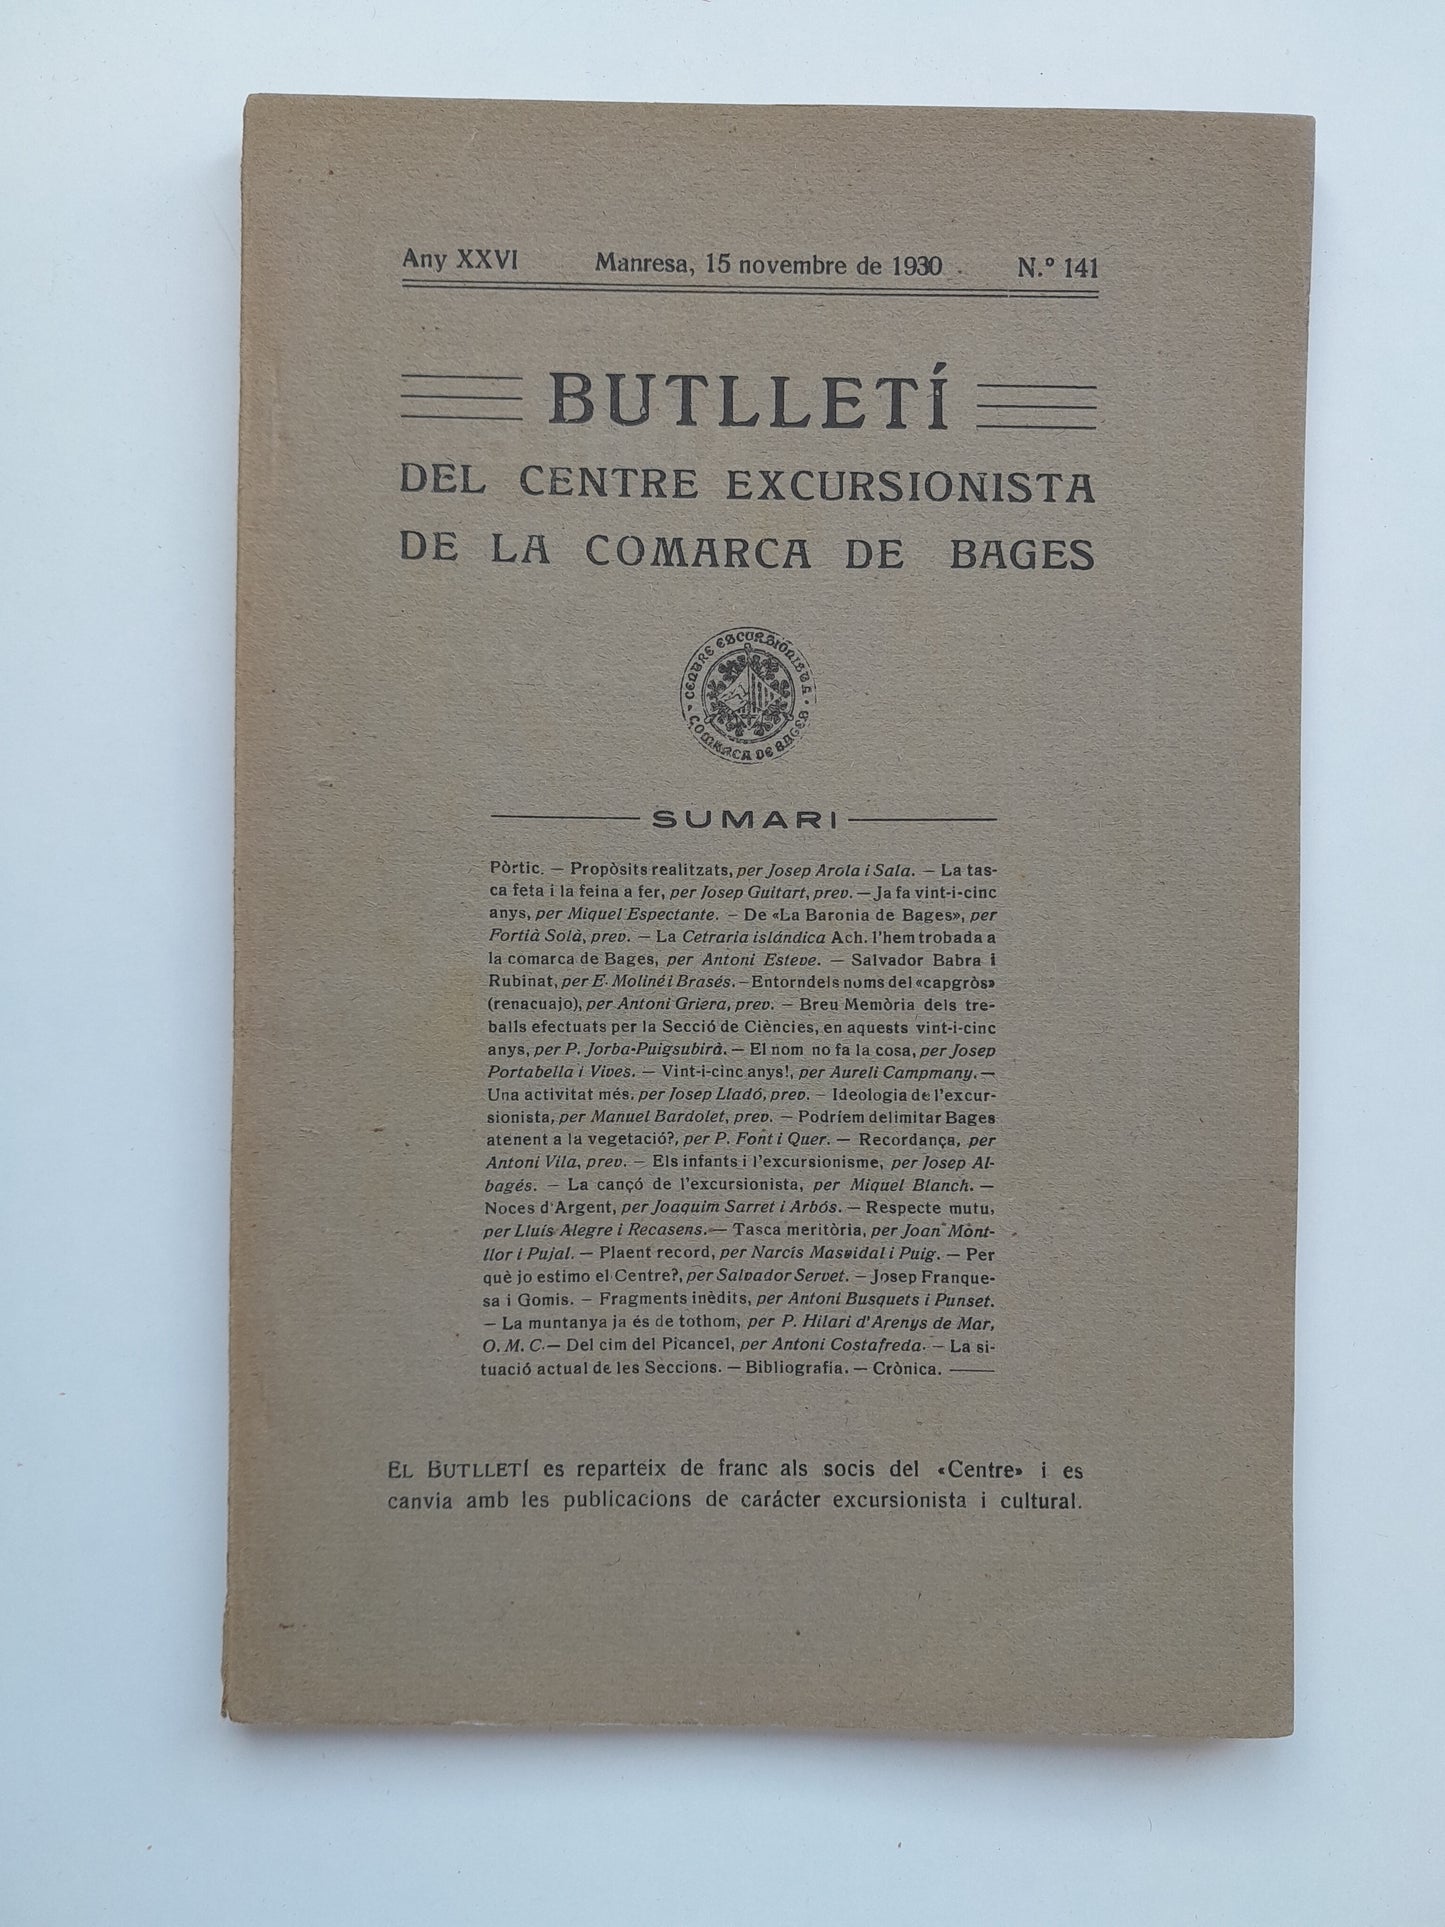 Any XXVI Manresa, 15 novembre de 1930 N.º 141
BUTLLETÍ
DEL CENTRE EXCURSIONISTA
DE LA COMARCA DE BAGES
CENTRE EXCURSIONISTA
COMARCA DE BAGES
SUMARI
Pòrtic. — Propòsits realitzats, per Josep Arola i Sala. — La tas-
ca feta i la feina a fer, per Josep Guitart, prev. — Ja fa vint-i-cinc
anys, per Miquel Espectante. — De «La Baronia de Bages», per
Fortià Solà, prev. — La Cetraria islándica Ach. l'hem trobada a
la comarca de Bages, per Antoni Esteve. — Salvador Babra i
Rubinat, per E. Moliné i Brasés. — Entorn dels noms del «capgròs»
(renacuajo), per Antoni Griera, prev. — Breu Memòria dels tre-
balls efectuats per la Secció de Ciències, en aquests vint-i-cinc
anys, per P. Jorba-Puigsubirà. — El nom no fa la cosa, per Josep
Portabella i Vives. — Vint-i-cinc anys!, per Aureli Campmany. —
Una activitat més, per Josep Lladó, prev. — Ideologia de l'excur-
sionista, per Manuel Bardolet, prev. — Podríem delimitar Bages
atenent a la vegetació?, per P. Font i Quer. — Recordança, per
Antoni Vila, prev. — Els infants i l'excursionisme, per Josep Al-
bagés. — La cançó de l'excursionista, per Miquel Blanch. —
Noces d'Argent, per Joaquim Sarret i Arbós. — Respecte mutu,
per Lluís Alegre i Recasens. — Tasca meritòria, per Joan Mont-
llor i Pujal. — Plaent record, per Narcís Masvidal i Puig. — Per
què jo estimo el Centre?, per Salvador Servet. — Josep Franque-
sa i Gomis. — Fragments inèdits, per Antoni Busquets i Punset.
— La muntanya ja és de tothom, per P. Hilari d'Arenys de Mar,
O. M. C. — Del cim del Picancel, per Antoni Costafreda. — La si-
tuació actual de les Seccions. — Bibliografia. — Crònica. ——
EL BUTLLETÍ es reparteix de franc als socis del «Centre» i es
canvia amb les publicacions de carácter excursionista i cultural.